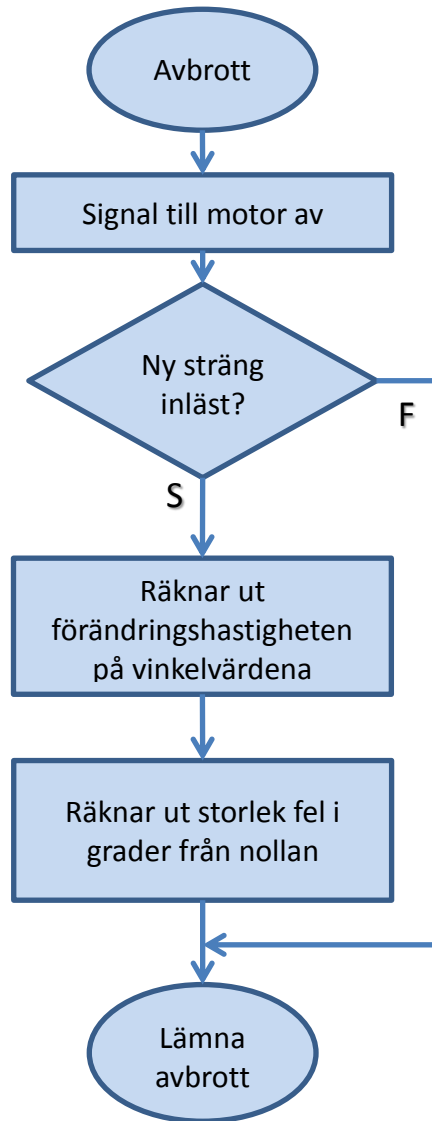 Avbrott
Signal till motor av
Ny sträng
inläst?
F
S
Räknar ut
förändringshastigheten
på vinkelvärdena
Räknar ut storlek fel i
grader från nollan
Lämna
avbrott